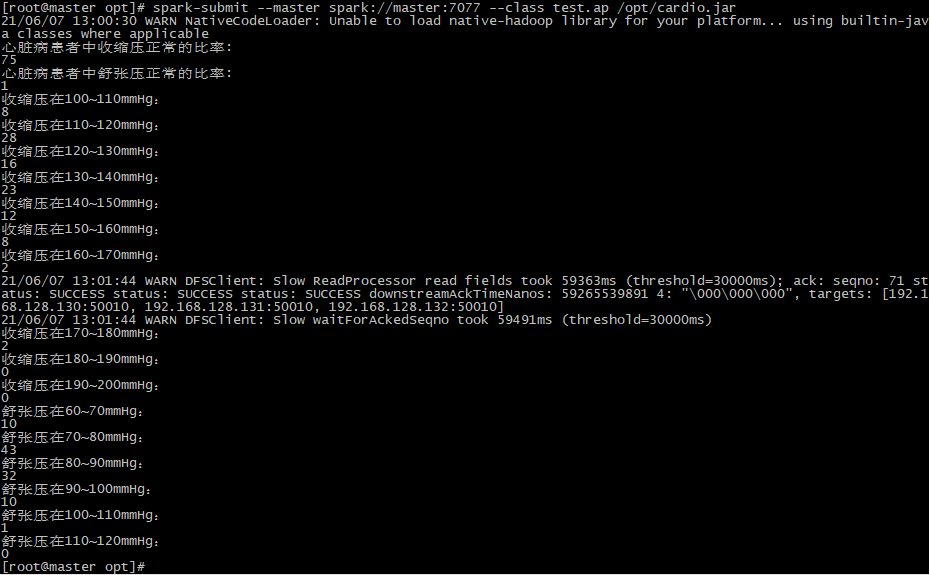 [root@master opt]# spark-submit --master spark://master:7077 --class test.ap /opt/cardio.jar
21/06/07 13:00:30 WARN NativeCodeLoader: Unable to load native-hadoop library for your platform... using builtin-jav
a classes where applicable
心脏病患者中收缩压正常的比率:
75
心脏病患者中舒张压正常的比率:
1
收缩压在100~110mmHg:
8
收缩压在110~120mmHg:
28
收缩压在120~130mmHg:
16
收缩压在130~140mmHg:
23
收缩压在140~150mmHg:
12
收缩压在150~160mmHg:
8
收缩压在160~170mmHg:
2
21/06/07 13:01:44 WARN DFSClient: Slow ReadProcessor read fields took 59363ms (threshold=30000ms); ack: seqno: 71 st
atus: SUCCESS status: SUCCESS status: SUCCESS downstreamAckTimeNanos: 59265539891 4: "\000\000\000", targets: [192.1
68.128.130:50010, 192.168.128.131:50010, 192.168.128.132:50010]
21/06/07 13:01:44 WARN DFSClient: Slow waitForAckedSeqno took 59491ms (threshold=30000ms)
收缩压在170~180mmHg:
2
收缩压在180~190mmHg:
0
收缩压在190~200mmHg:
0
舒张压在60~70mmHg:
10
舒张压在70~80mmHg:
43
舒张压在80~90mmHg:
32
舒张压在90~100mmHg:
10
舒张压在100~110mmHg:
1
舒张压在110~120mmHg:
0
[root@master opt]#